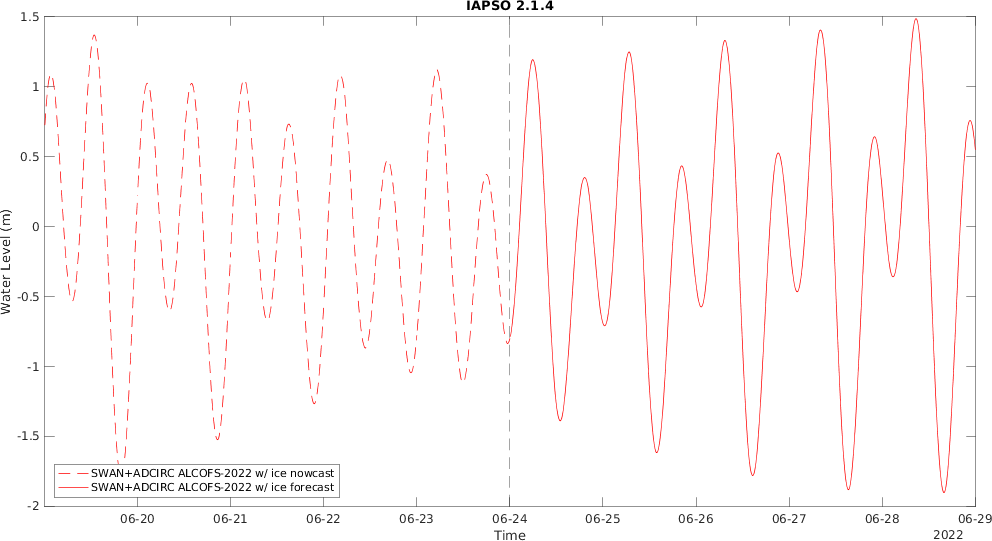 IAPSO 2.1.4
1.5
1
0.5
0
-0.5
-1
-1.5
-2
Water Level (m)
SWAN+ADCIRC ALCOFS-2022 w/ ice nowcast
SWAN+ADCIRC ALCOFS-2022 w/ ice forecast
06-20 06-21 06-22 06-23 06-24 06-25 06-26 06-27 06-28 06-29
Time
2022